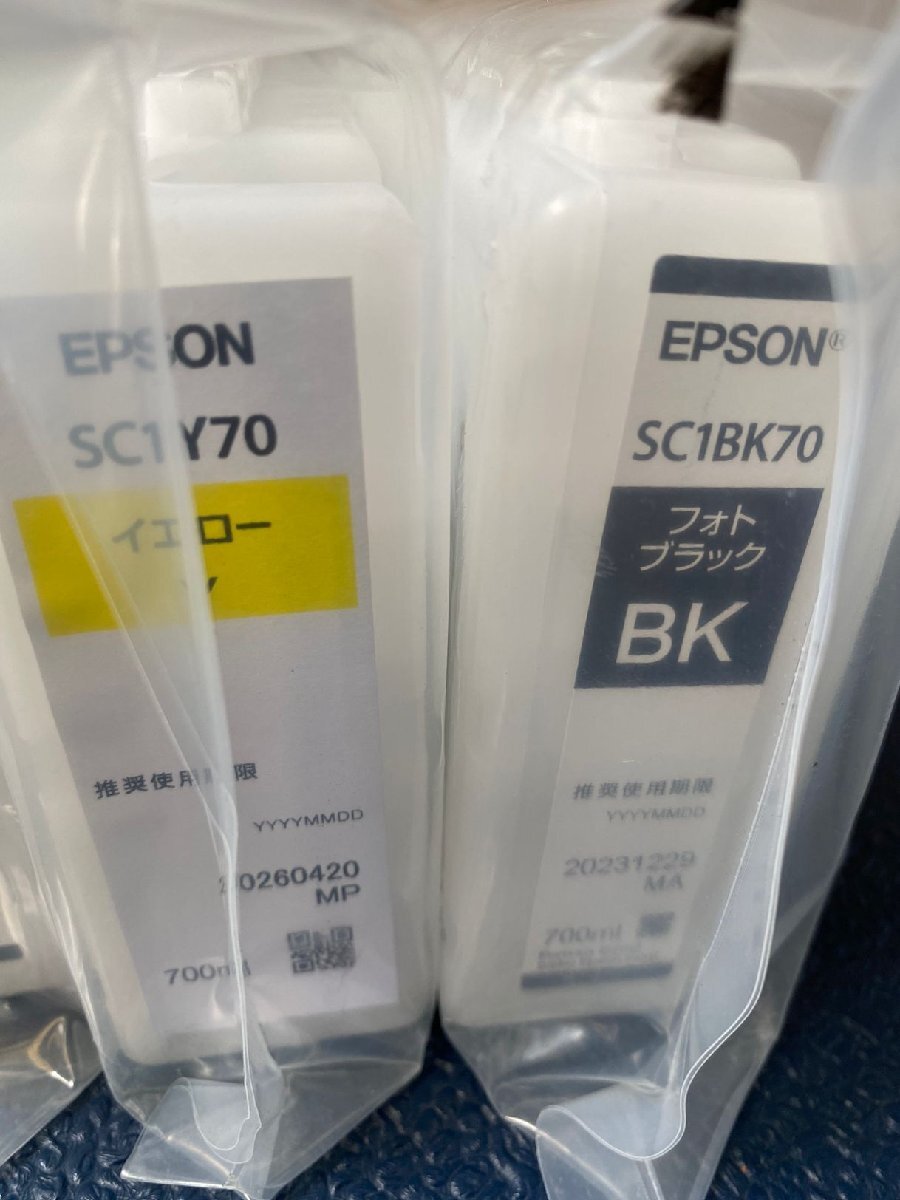 EPSON
SC1Y70
イエロー
Y
推奨使用期限
YYYYMMDD
20260420
MP
700ml
EPSON®
SC1BK70
フォト
ブラック
BK
推奨使用期限
YYYYMMDD
20231229
MA
700ml